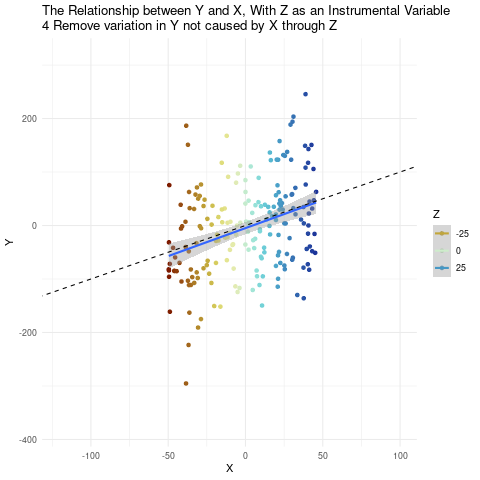 The Relationship between Y and X, With Z as an Instrumental Variable
4 Remove variation in Y not caused by X through Z
200
0
-200
-400
Y
-100
-50
0
50
100
X
Z
-25
0
25